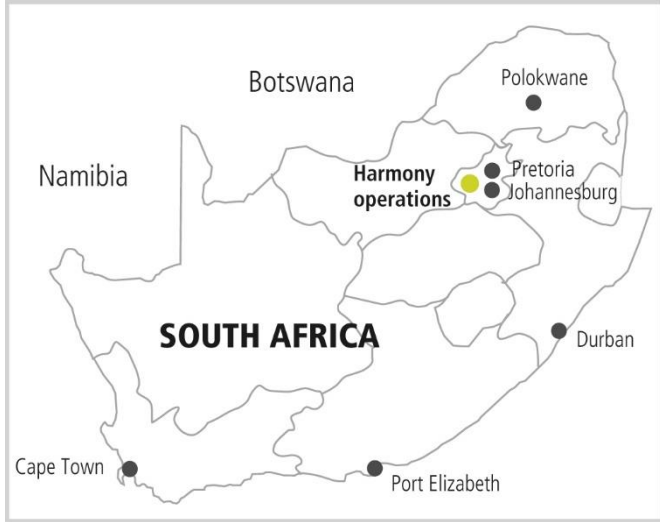 Botswana
Polokwane
Namibia
Harmony
operations
Pretoria
Johannesburg
SOUTH AFRICA
Durban
Cape Town
Port Elizabeth